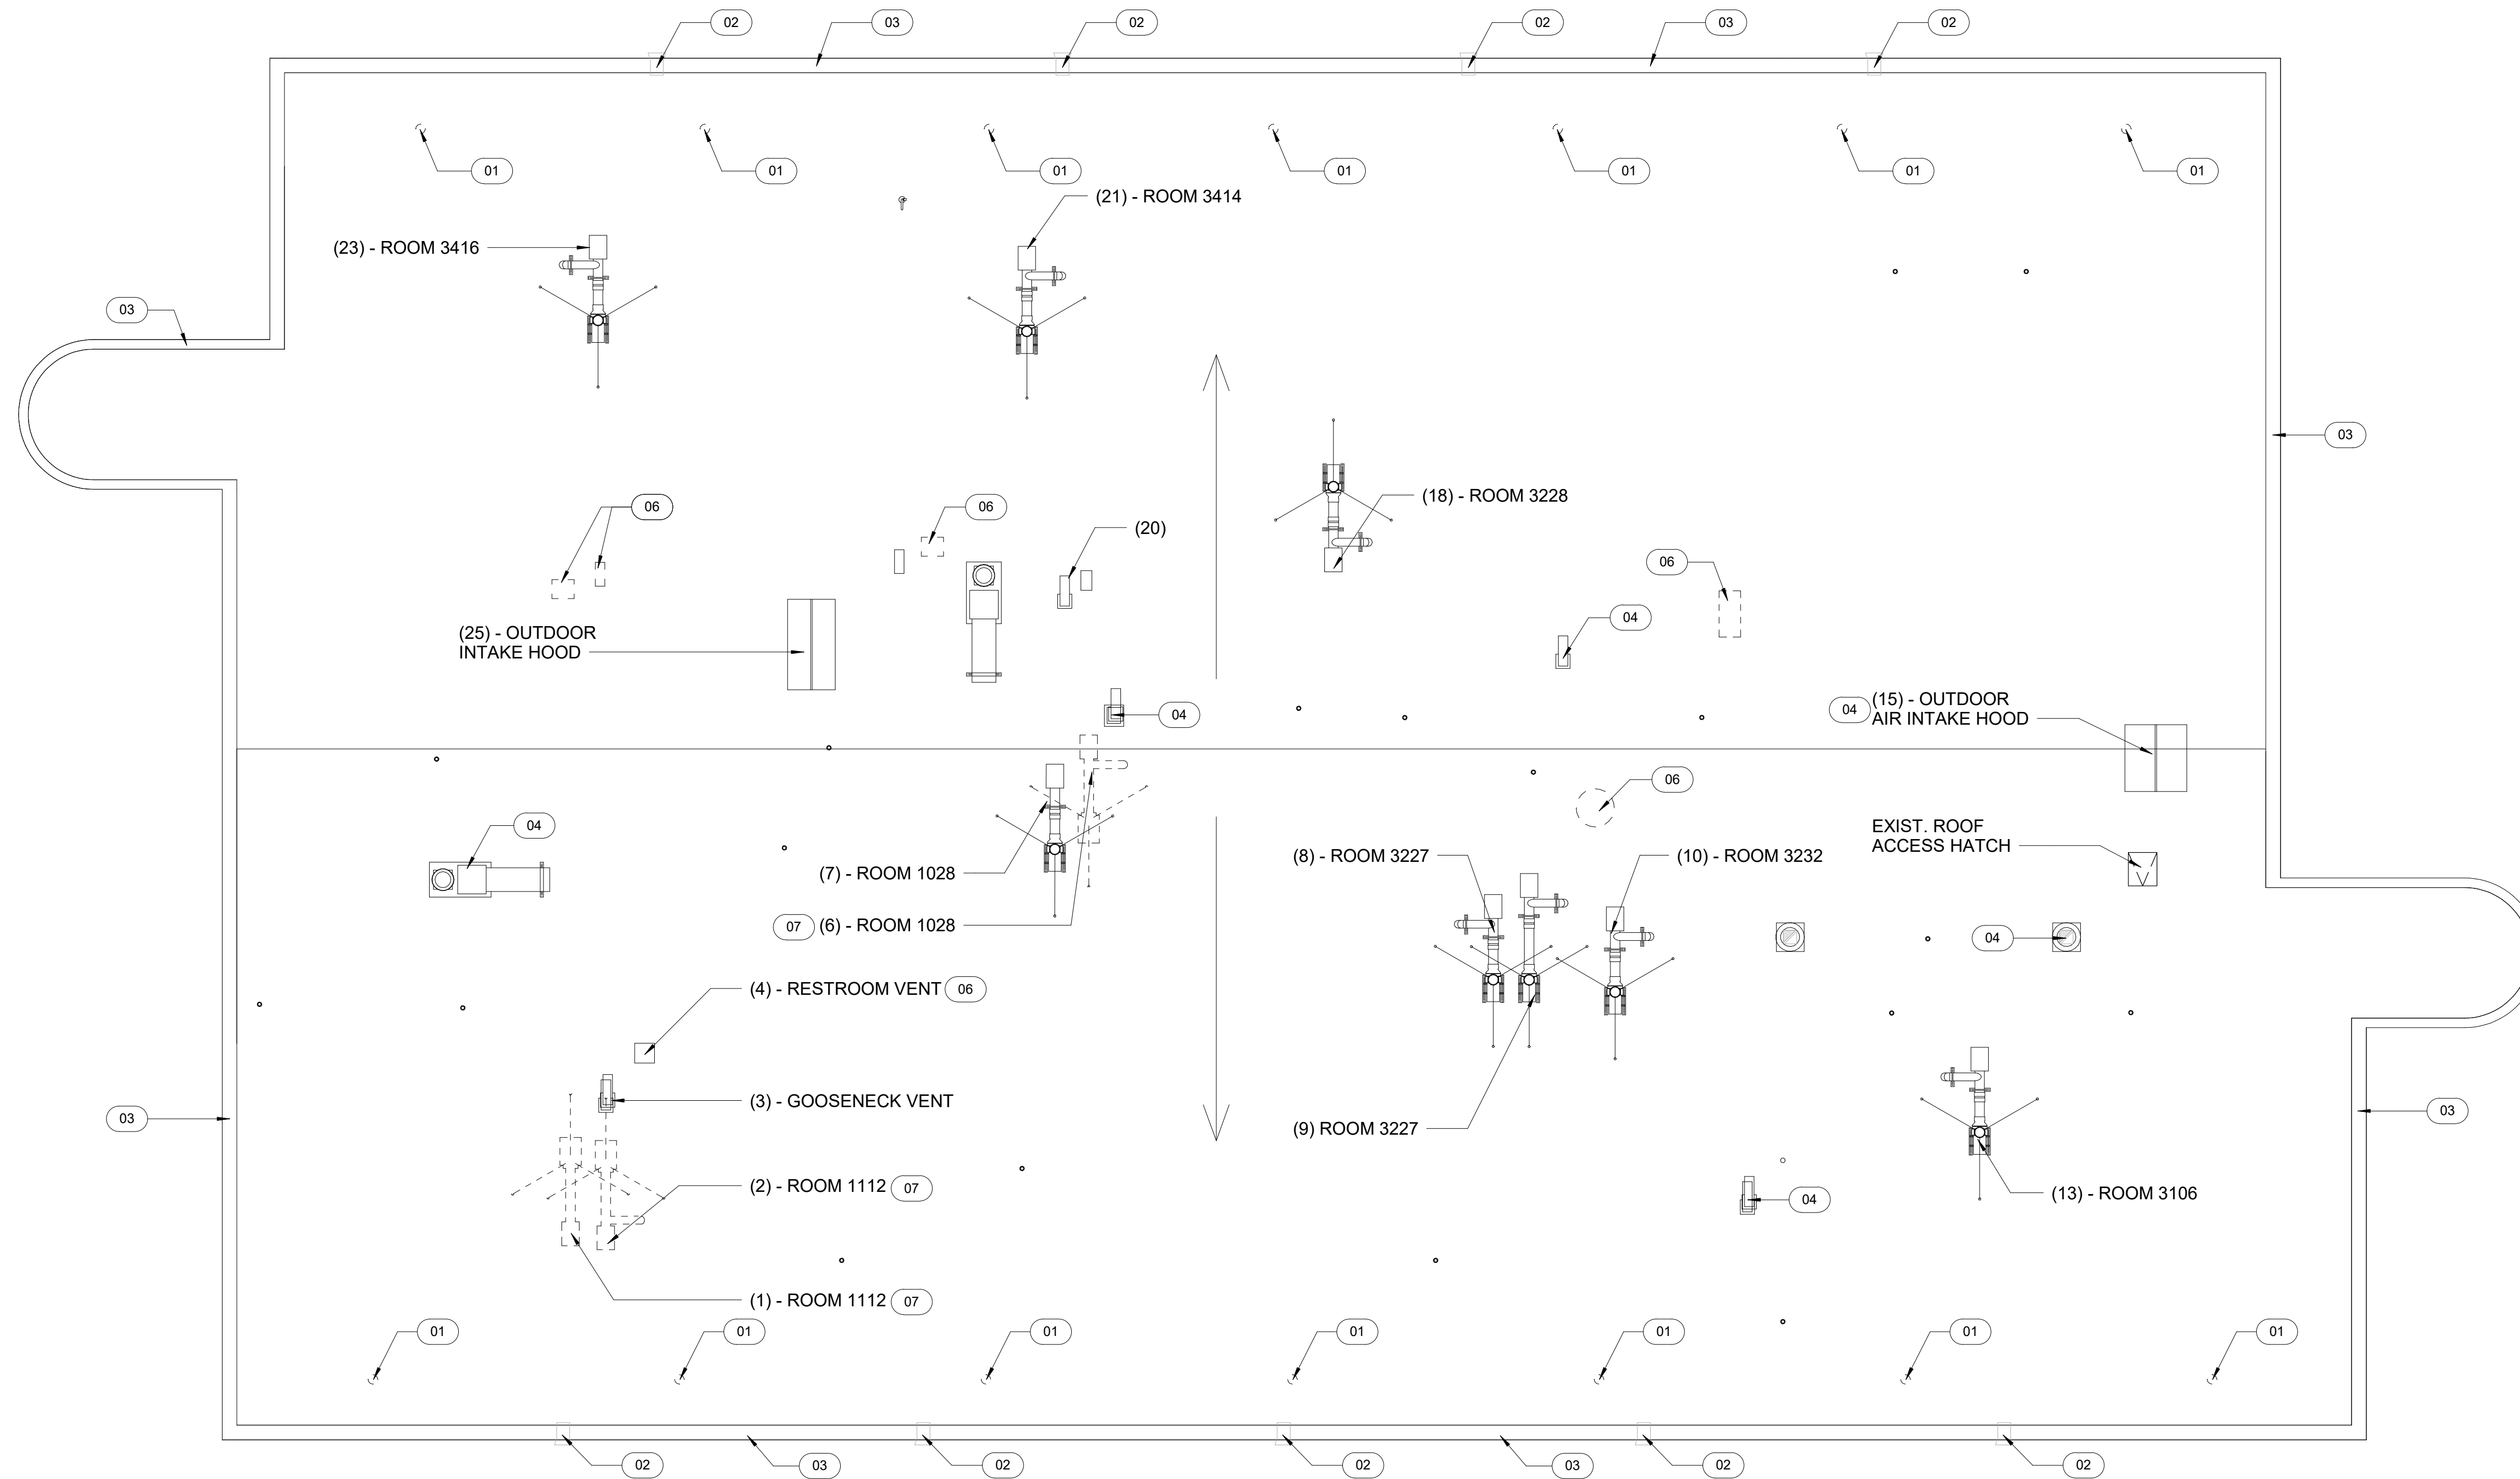 02
03
02
02
03
02
01
01
01
01
01
01
01
(21) - ROOM 3414
(23) - ROOM 3416
03
03
(18) - ROOM 3228
06
06
(20)
06
04
(25) - OUTDOOR
INTAKE HOOD
04
04
(15) - OUTDOOR
AIR INTAKE HOOD
06
04
EXIST. ROOF
ACCESS HATCH
(7) - ROOM 1028
(8) - ROOM 3227
(10) - ROOM 3232
07
(6) - ROOM 1028
04
(4) - RESTROOM VENT
06
(3) - GOOSENECK VENT
03
03
(9) ROOM 3227
(2) - ROOM 1112
07
04
(13) - ROOM 3106
(1) - ROOM 1112
07
01
01
01
01
01
01
01
02
03
02
02
03
02
02